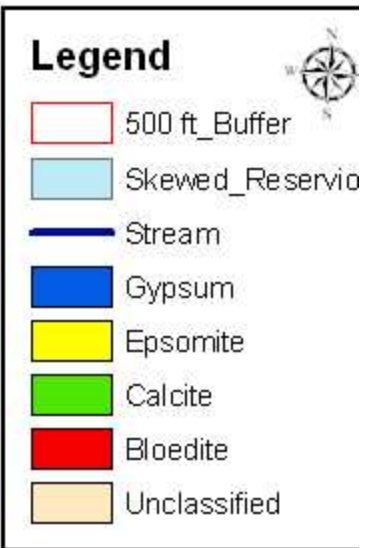 Legend
N
W
S
500 ft_Buffer
Skewed_Reservio
Stream
Gypsum
Epsomite
Calcite
Bloedite
Unclassified